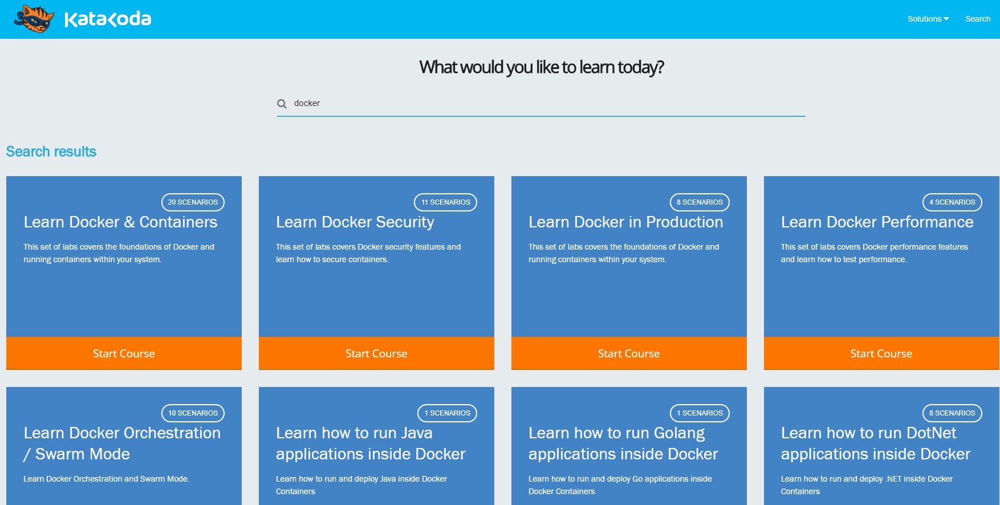 Katacoda
Solutions
Search
What would you like to learn today?
docker
Search results
20 SCENARIOS
Learn Docker & Containers
This set of labs covers the foundations of Docker and
running containers within your system.
Start Course
11 SCENARIOS
Learn Docker Security
This set of labs covers Docker security features and
learn how to secure containers.
Start Course
8 SCENARIOS
Learn Docker in Production
This set of labs covers the foundations of Docker and
running containers within your system.
Start Course
4 SCENARIOS
Learn Docker Performance
This set of labs covers Docker performance features
and learn how to test performance.
Start Course
10 SCENARIOS
Learn Docker Orchestration
/ Swarm Mode
Learn Docker Orchestration and Swarm Mode.
1 SCENARIOS
Learn how to run Java
applications inside Docker
Learn how to run and deploy Java inside Docker
Containers
1 SCENARIOS
Learn how to run Golang
applications inside Docker
Learn how to run and deploy Go applications inside
Docker Containers
8 SCENARIOS
Learn how to run DotNet
applications inside Docker
Learn how to run and deploy .NET inside Docker
Containers